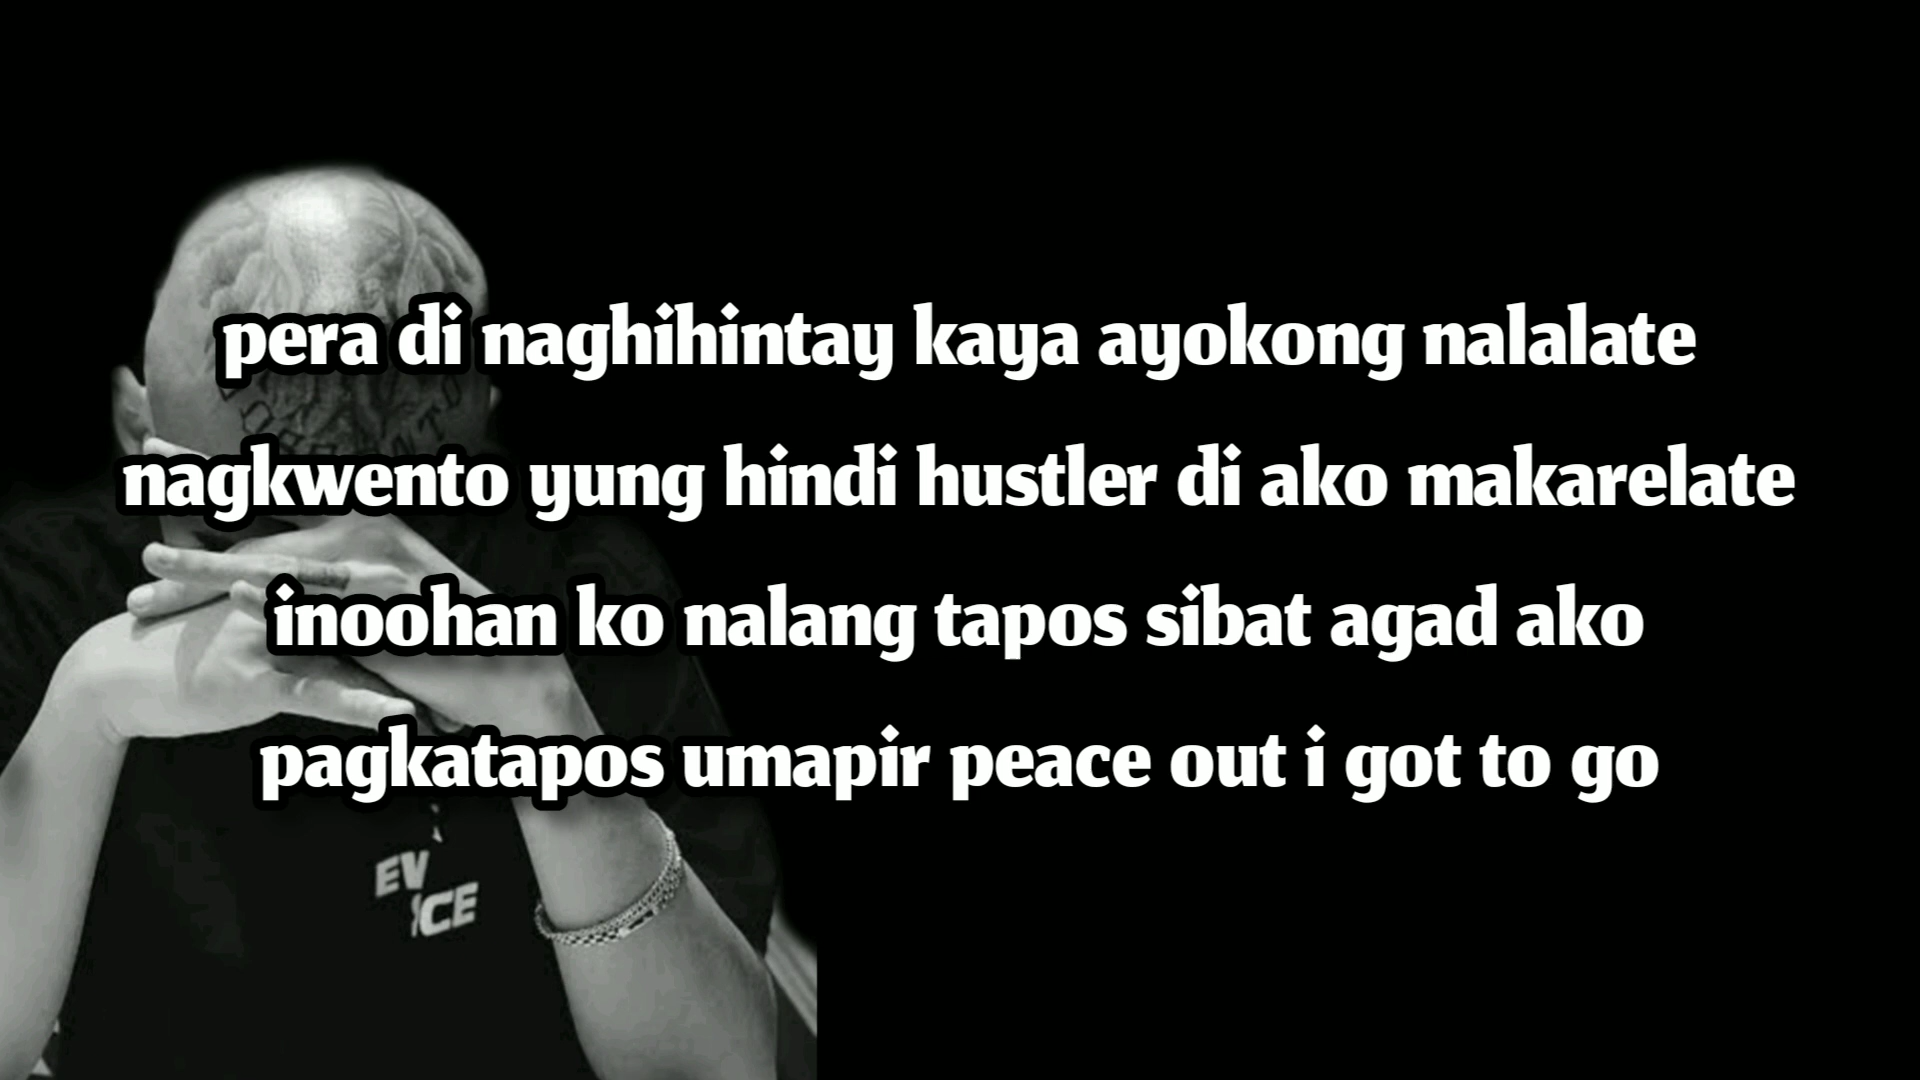 pera di naghihintay kaya ayokong nalalate
nagkwento yung hindi hustler di ako makarelate
inoohan ko nalang tapos sibat agad ako
pagkatapos umapir peace out i got to go
EV
CE